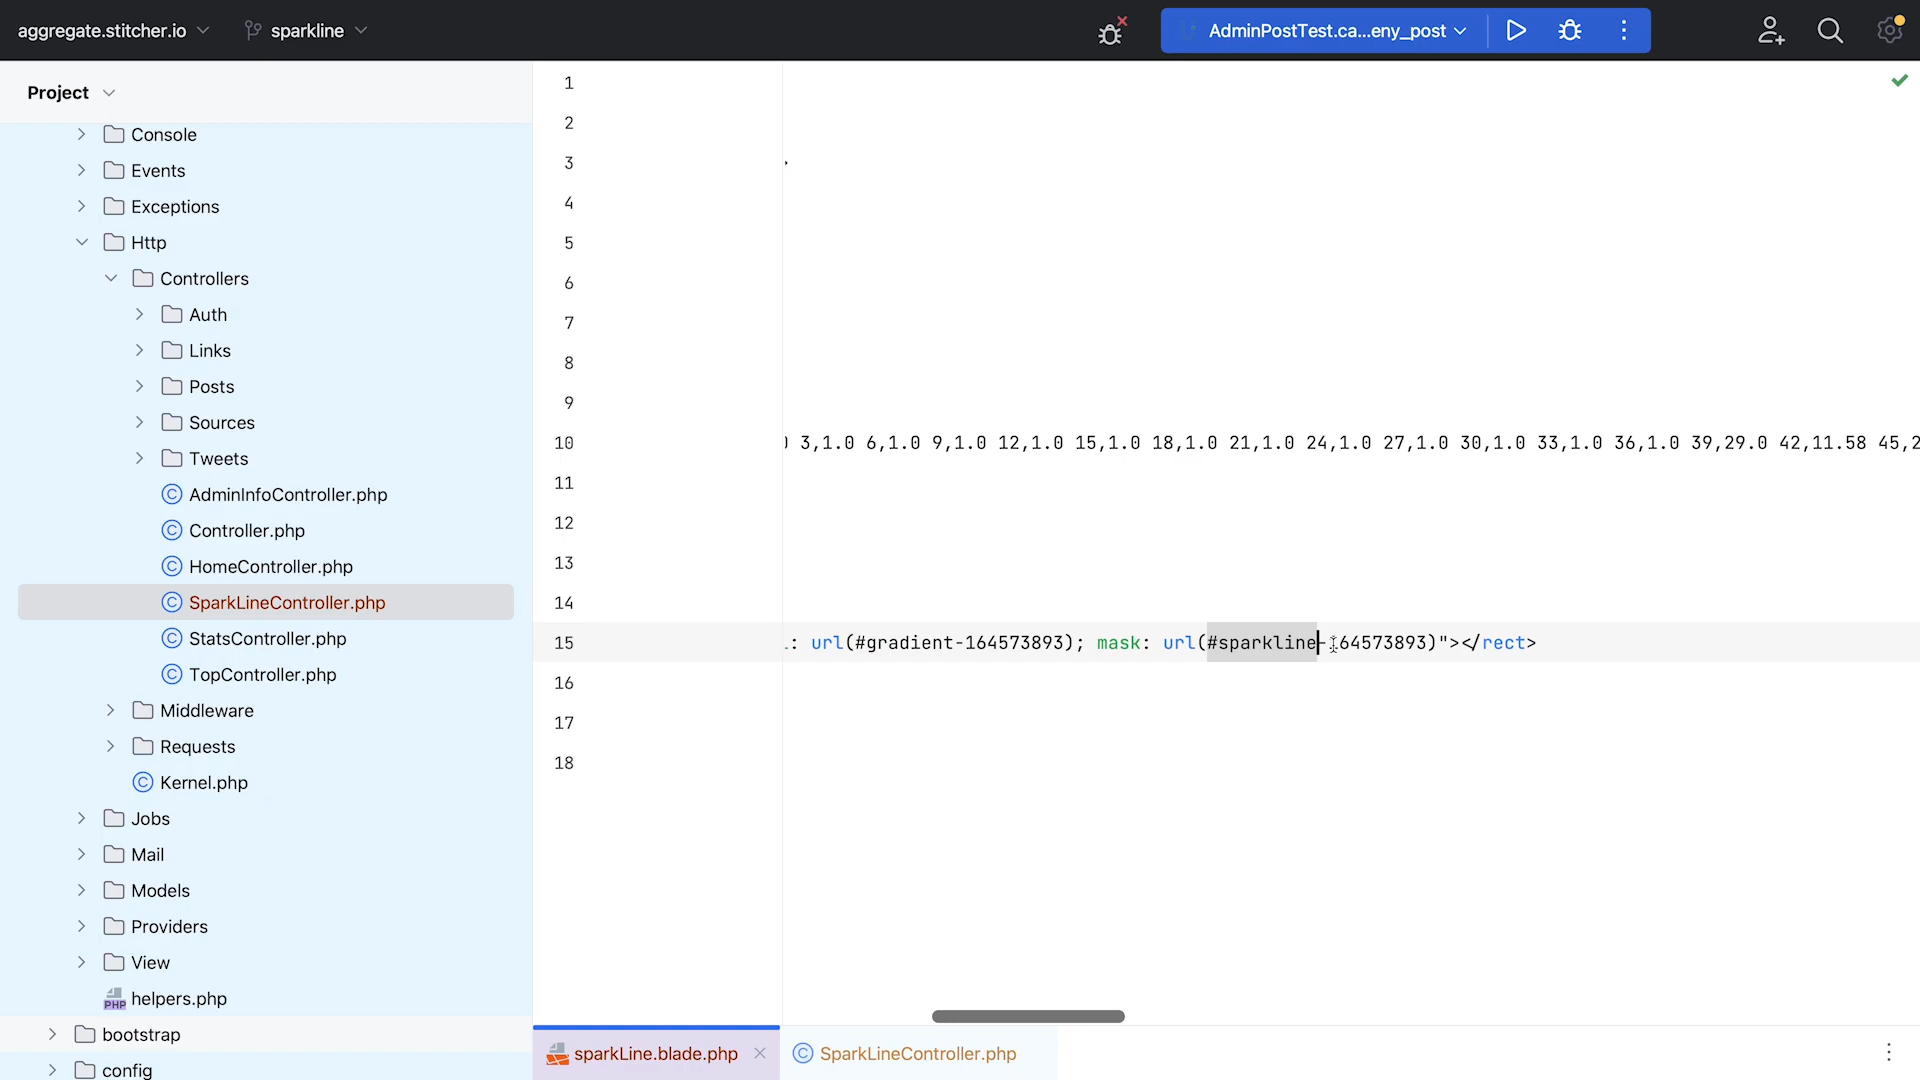 aggregate.stitcher.io
sparkline
AdminPostTest.ca...eny_post
Project
Console
Events
Exceptions
Http
Controllers
Auth
Links
Posts
Sources
Tweets
AdminInfoController.php
Controller.php
HomeController.php
SparkLineController.php
StatsController.php
TopController.php
Middleware
Requests
Kernel.php
Jobs
Mail
Models
Providers
View
helpers.php
bootstrap
config
1
2
3
4
5
6
7
8
9
10 3,1.0 6,1.0 9,1.0 12,1.0 15,1.0 18,1.0 21,1.0 24,1.0 27,1.0 30,1.0 33,1.0 36,1.0 39,29.0 42,11.58 45,2
11
12
13
14
15 : url(#gradient-164573893); mask: url(#sparkline-164573893)"></rect>
16
17
18
sparkLine.blade.php
SparkLineController.php